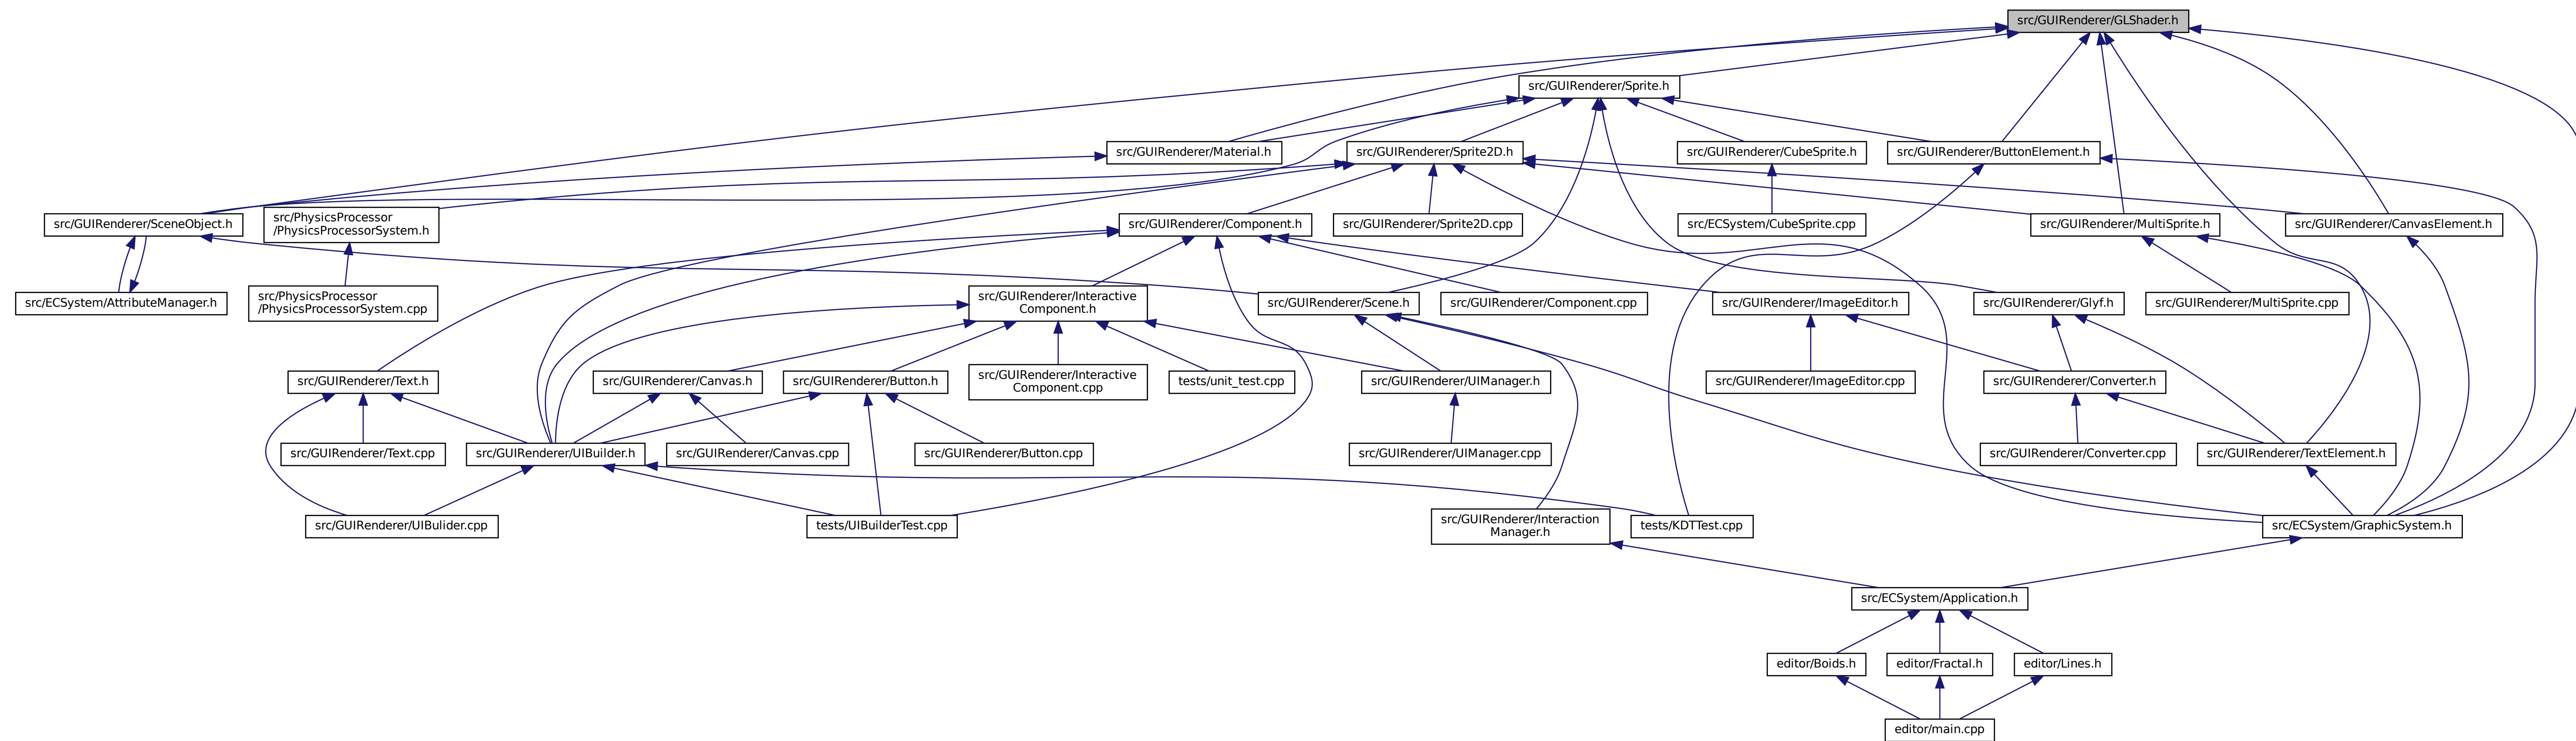 src/GUIRenderer/GLShader.h
src/GUIRenderer/Sprite.h
src/GUIRenderer/Material.h
src/GUIRenderer/Sprite2D.h
src/GUIRenderer/CubeSprite.h
src/GUIRenderer/ButtonElement.h
src/GUIRenderer/SceneObject.h
src/PhysicsProcessor
/PhysicsProcessorSystem.h
src/GUIRenderer/Component.h
src/GUIRenderer/Sprite2D.cpp
src/ECSystem/CubeSprite.cpp
src/GUIRenderer/MultiSprite.h
src/GUIRenderer/CanvasElement.h
src/ECSystem/AttributeManager.h
src/PhysicsProcessor
/PhysicsProcessorSystem.cpp
src/GUIRenderer/Interactive
Component.h
src/GUIRenderer/Scene.h
src/GUIRenderer/Component.cpp
src/GUIRenderer/ImageEditor.h
src/GUIRenderer/Glyf.h
src/GUIRenderer/MultiSprite.cpp
src/GUIRenderer/Text.h
src/GUIRenderer/Canvas.h
src/GUIRenderer/Button.h
src/GUIRenderer/Interactive
Component.cpp
tests/unit_test.cpp
src/GUIRenderer/UIManager.h
src/GUIRenderer/ImageEditor.cpp
src/GUIRenderer/Converter.h
src/GUIRenderer/Text.cpp
src/GUIRenderer/UIBuilder.h
src/GUIRenderer/Canvas.cpp
src/GUIRenderer/Button.cpp
src/GUIRenderer/UIManager.cpp
src/GUIRenderer/Converter.cpp
src/GUIRenderer/TextElement.h
src/GUIRenderer/UIBulider.cpp
tests/UIBuilderTest.cpp
src/GUIRenderer/Interaction
Manager.h
tests/KDTTest.cpp
src/ECSystem/GraphicSystem.h
src/ECSystem/Application.h
editor/Boids.h
editor/Fractal.h
editor/Lines.h
editor/main.cpp